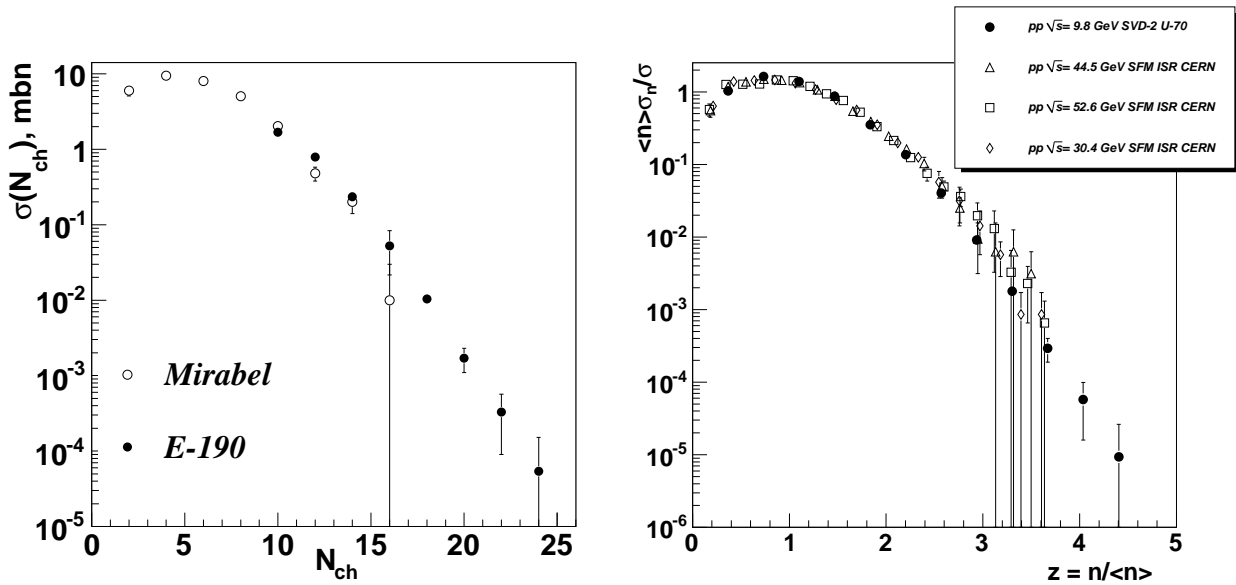 σ(N_ch), mbn
10
1
10^-1
10^-2
10^-3
10^-4
10^-5
Mirabel
E-190
0 5 10 15 20 25
N_ch
<n>σ_n/σ
1
10^-1
10^-2
10^-3
10^-4
10^-5
10^-6
pp √s= 9.8 GeV SVD-2 U-70
pp √s= 44.5 GeV SFM ISR CERN
pp √s= 52.6 GeV SFM ISR CERN
pp √s= 30.4 GeV SFM ISR CERN
0 1 2 3 4 5
z = n/<n>